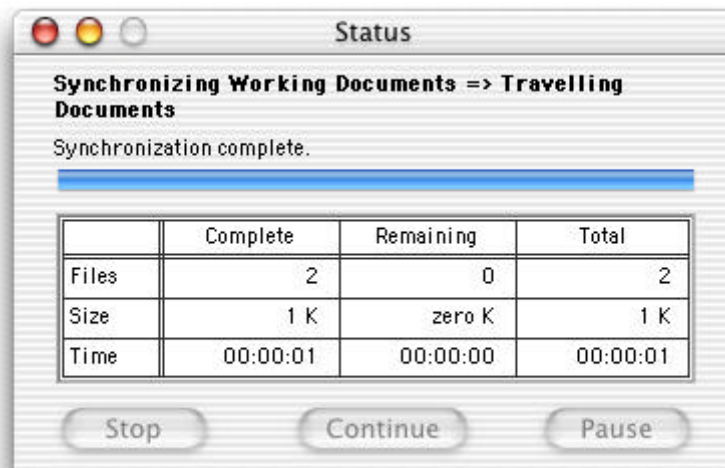 Status
Synchronizing Working Documents => Travelling
Documents
Synchronization complete.
Complete Remaining Total
Files 2 0 2
Size 1 K zero K 1 K
Time 00:00:01 00:00:00 00:00:01
Stop Continue Pause